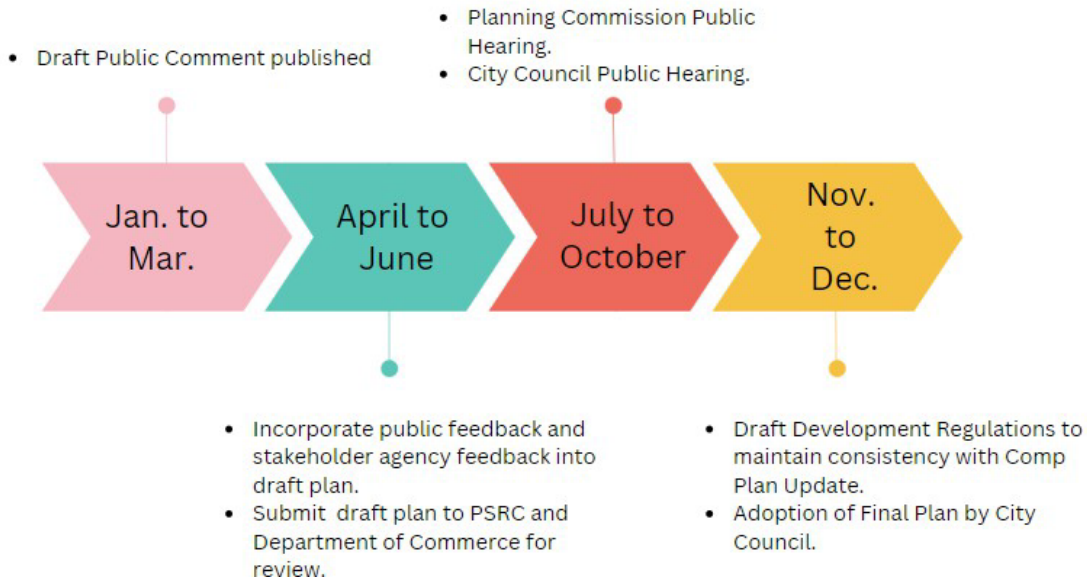 • Draft Public Comment published
• Planning Commission Public
Hearing.
• City Council Public Hearing.
Jan. to
Mar.
April to
June
July to
October
Nov.
to
Dec.
• Incorporate public feedback and
stakeholder agency feedback into
draft plan.
• Submit draft plan to PSRC and
Department of Commerce for
review.
• Draft Development Regulations to
maintain consistency with Comp
Plan Update.
• Adoption of Final Plan by City
Council.